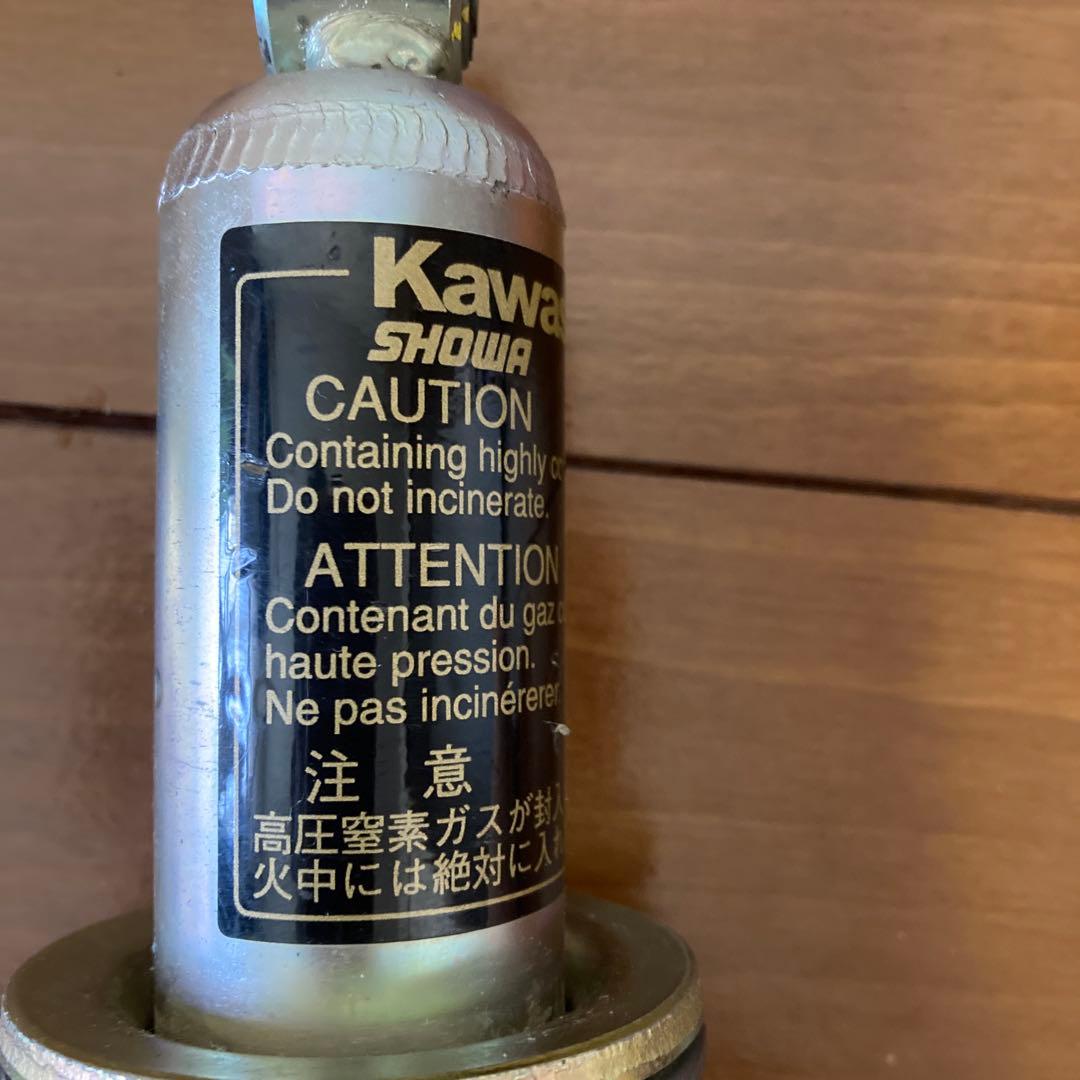 Kawas
SHOWA
CAUTION
Containing highly
Do not incinerate.
ATTENTION
Contenant du gaz
haute pression.
Ne pas incinérerer
注 意
高圧窒素ガスが封入
火中には絶対に入れ